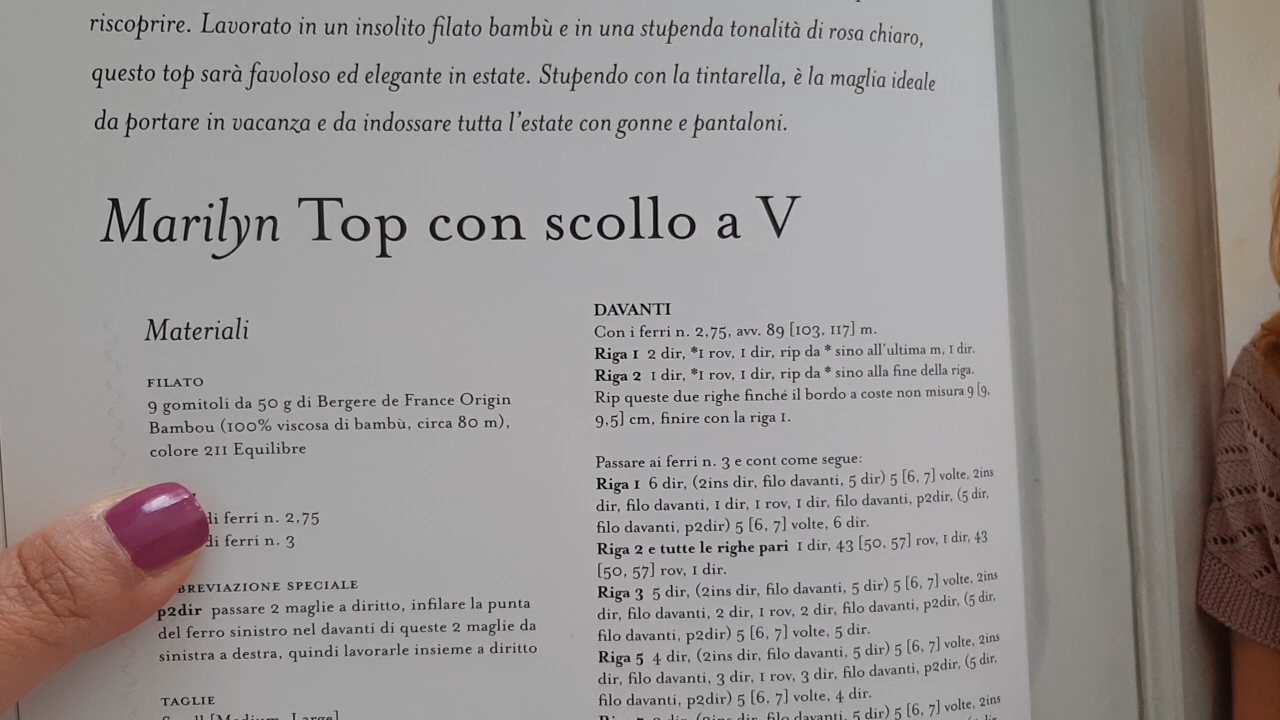 riscoprire. Lavorato in un insolito filato bambù e in una stupenda tonalità di rosa chiaro,
questo top sarà favoloso ed elegante in estate. Stupendo con la tintarella, è la maglia ideale
da portare in vacanza e da indossare tutta l'estate con gonne e pantaloni.
Marilyn Top con scollo a V
Materiali
FILATO
9 gomitoli da 50 g di Bergere de France Origin
Bambou (100% viscosa di bambù, circa 80 m),
colore 211 Equilibre
di ferri n. 2,75
di ferri n. 3
BREVIAZIONE SPECIALE
p2dir passare 2 maglie a diritto, infilare la punta
del ferro sinistro nel davanti di queste 2 maglie da
sinistra a destra, quindi lavorarle insieme a diritto
TAGLIE
Small [Medium, Large]
DAVANTI
Con i ferri n. 2,75, avv. 89 [103, 117] m.
Riga 1 2 dir, *1 rov, 1 dir, rip da * sino all'ultima m, 1 dir.
Riga 2 1 dir, *1 rov, 1 dir, rip da * sino alla fine della riga.
Rip queste due righe finché il bordo a coste non misura 9 [9,
9,5] cm, finire con la riga 1.
Passare ai ferri n. 3 e cont come segue:
Riga 1 6 dir, (2ins dir, filo davanti, 5 dir) 5 [6, 7] volte, 2ins
dir, filo davanti, 1 dir, 1 rov, 1 dir, filo davanti, p2dir, (5 dir,
filo davanti, p2dir) 5 [6, 7] volte, 6 dir.
Riga 2 e tutte le righe pari 1 dir, 43 [50, 57] rov, 1 dir, 43
[50, 57] rov, 1 dir.
Riga 3 5 dir, (2ins dir, filo davanti, 5 dir) 5 [6, 7] volte, 2ins
dir, filo davanti, 2 dir, 1 rov, 2 dir, filo davanti, p2dir, (5 dir,
filo davanti, p2dir) 5 [6, 7] volte, 5 dir.
Riga 5 4 dir, (2ins dir, filo davanti, 5 dir) 5 [6, 7] volte, 2ins
dir, filo davanti, 3 dir, 1 rov, 3 dir, filo davanti, p2dir, (5 dir,
filo davanti, p2dir) 5 [6, 7] volte, 4 dir.